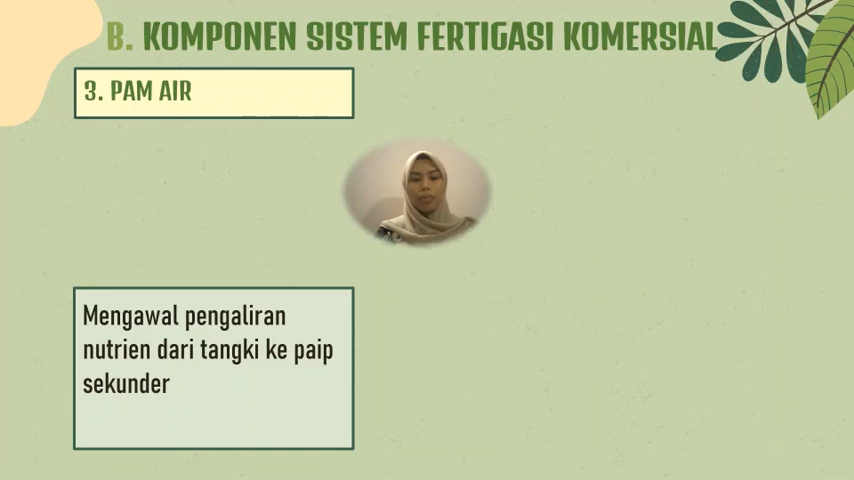 B. KOMPONEN SISTEM FERTIGASI KOMERSIAL
3. PAM AIR
Mengawal pengaliran
nutrien dari tangki ke paip
sekunder